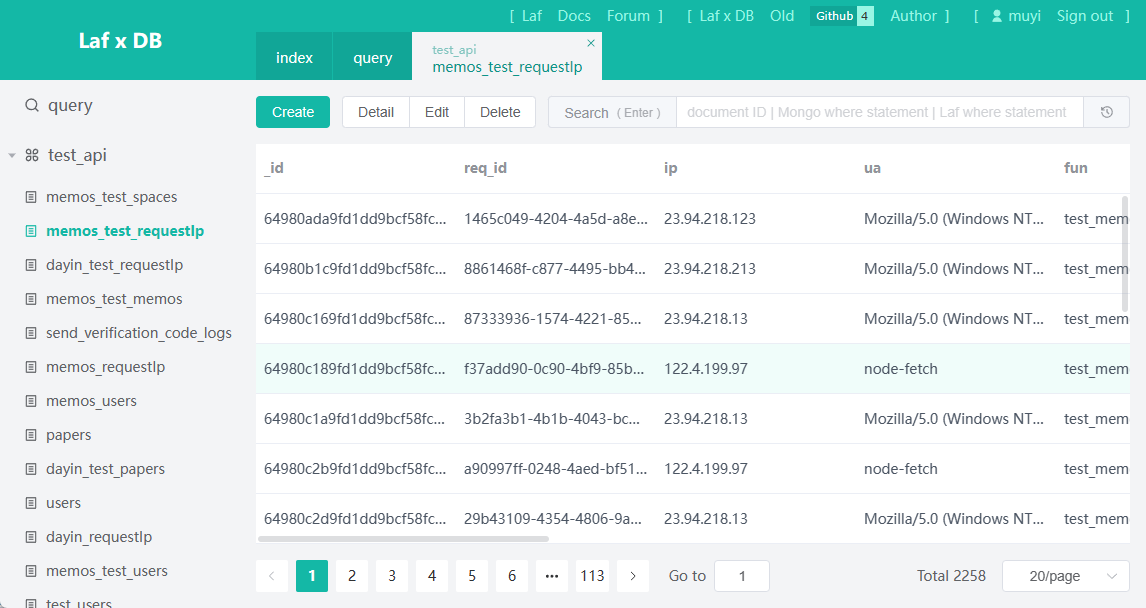 [ Laf Docs Forum ] [ Laf x DB Old Github 4 Author ] [ muyi Sign out ]
Laf x DB
index query
test_api
memos_test_requestIp
query
test_api
memos_test_spaces
memos_test_requestIp
dayin_test_requestIp
memos_test_memos
send_verification_code_logs
memos_requestIp
memos_users
papers
dayin_test_papers
users
dayin_requestIp
memos_test_users
test_users
Create Detail Edit Delete Search ( Enter ) document ID | Mongo where statement | Laf where statement
_id req_id ip ua fun
64980ada9fd1dd9bcf58fc... 1465c049-4204-4a5d-a8e... 23.94.218.123 Mozilla/5.0 (Windows NT... test_mem
64980b1c9fd1dd9bcf58fc... 8861468f-c877-4495-bb4... 23.94.218.213 Mozilla/5.0 (Windows NT... test_mem
64980c169fd1dd9bcf58fc... 87333936-1574-4221-85... 23.94.218.13 Mozilla/5.0 (Windows NT... test_mem
64980c189fd1dd9bcf58fc... f37add90-0c90-4bf9-85b... 122.4.199.97 node-fetch test_mem
64980c1a9fd1dd9bcf58fc... 3b2fa3b1-4b1b-4043-bc... 23.94.218.13 Mozilla/5.0 (Windows NT... test_mem
64980c2b9fd1dd9bcf58fc... a90997ff-0248-4aed-bf51... 122.4.199.97 node-fetch test_mem
64980c2d9fd1dd9bcf58fc... 29b43109-4354-4806-9a... 23.94.218.13 Mozilla/5.0 (Windows NT... test_mem
< 1 2 3 4 5 6 ••• 113 > Go to 1 Total 2258 20/page